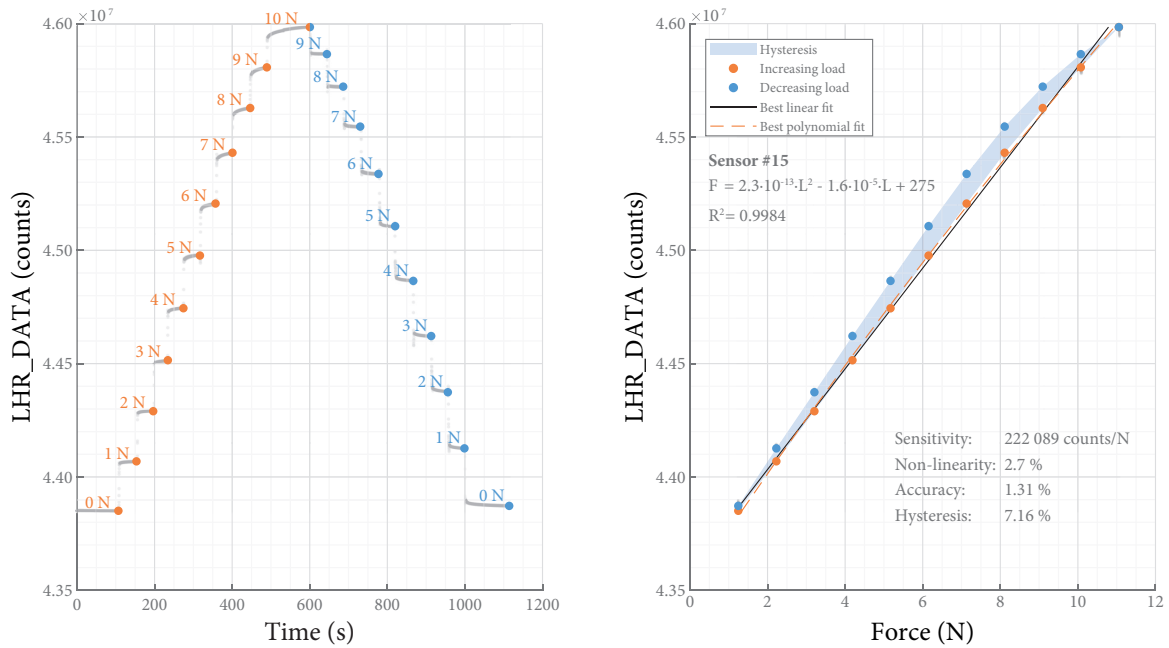 ×10⁷
4.60
4.55
4.50
4.45
4.40
4.35
LHR_DATA (counts)
0 N
1 N
2 N
3 N
4 N
5 N
6 N
7 N
8 N
9 N
10 N
9 N
8 N
7 N
6 N
5 N
4 N
3 N
2 N
1 N
0 N
0 200 400 600 800 1000 1200
Time (s)
×10⁷
4.60
4.55
4.50
4.45
4.40
4.35
LHR_DATA (counts)
Hysteresis
Increasing load
Decreasing load
Best linear fit
Best polynomial fit
Sensor #15
F = 2.3·10⁻¹³·L² - 1.6·10⁻⁵·L + 275
R² = 0.9984
Sensitivity: 222 089 counts/N
Non-linearity: 2.7 %
Accuracy: 1.31 %
Hysteresis: 7.16 %
0 2 4 6 8 10 12
Force (N)